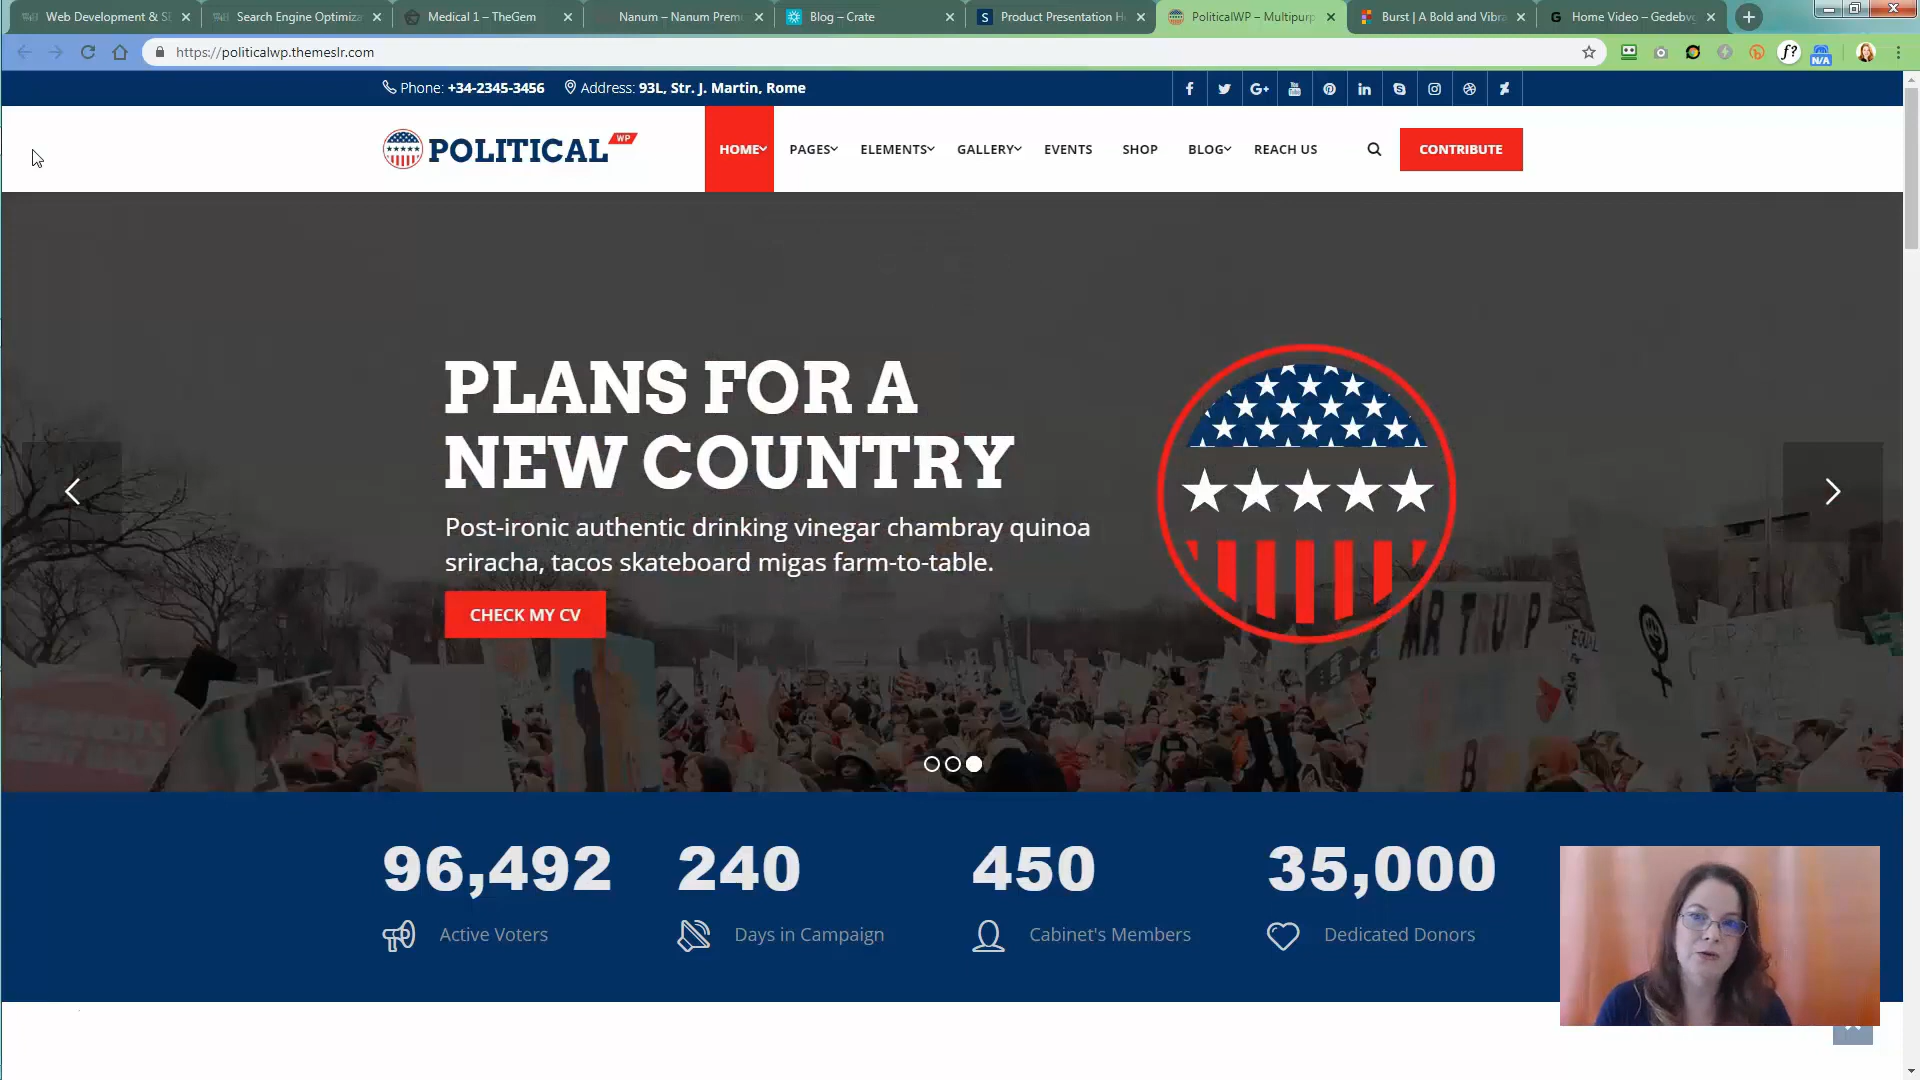 Web Development & SE
Search Engine Optimiza
Medical 1 – TheGem
Nanum – Nanum Prem
Blog – Crate
Product Presentation H
PoliticalWP – Multipurp
Burst | A Bold and Vibra
Home Video – Gedebv
https://politicalwp.themeslr.com
f?
N/A
Phone: +34-2345-3456
Address: 93L, Str. J. Martin, Rome
POLITICAL WP
HOME
PAGES
ELEMENTS
GALLERY
EVENTS
SHOP
BLOG
REACH US
CONTRIBUTE
PLANS FOR A
NEW COUNTRY
Post-ironic authentic drinking vinegar chambray quinoa
sriracha, tacos skateboard migas farm-to-table.
CHECK MY CV
96,492
240
450
35,000
Active Voters
Days in Campaign
Cabinet's Members
Dedicated Donors